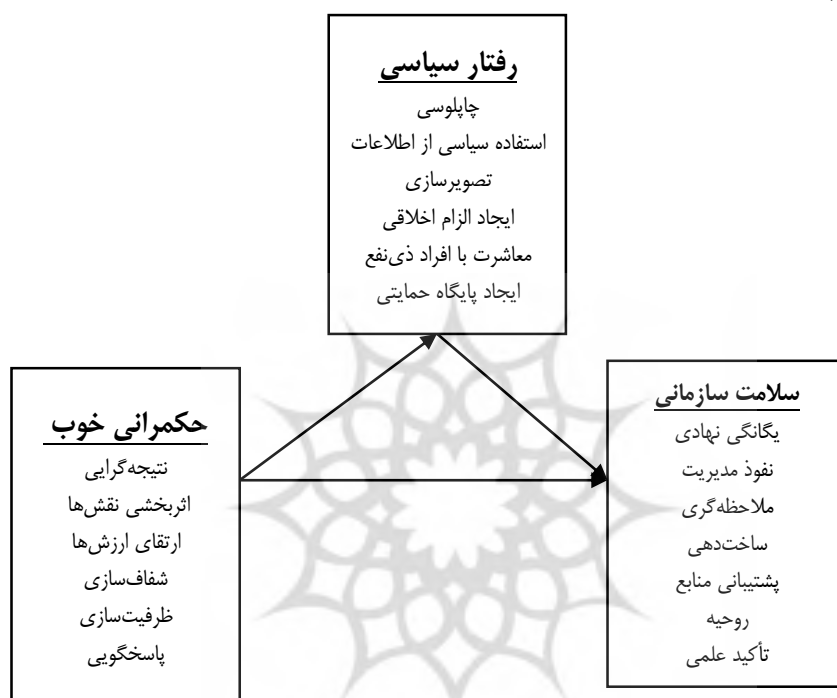 رفتار سیاسی
چاپلوسی
استفاده سیاسی از اطلاعات
تصویرسازی
ایجاد الزام اخلاقی
معاشرت با افراد ذی‌نفع
ایجاد پایگاه حمایتی
سلامت سازمانی
یگانگی نهادی
نفوذ مدیریت
ملاحظه‌گری
ساخت‌دهی
پشتیبانی منابع
روحیه
تأکید علمی
حکمرانی خوب
نتیجه‌گرایی
اثربخشی نقش‌ها
ارتقای ارزش‌ها
شفاف‌سازی
ظرفیت‌سازی
پاسخگویی